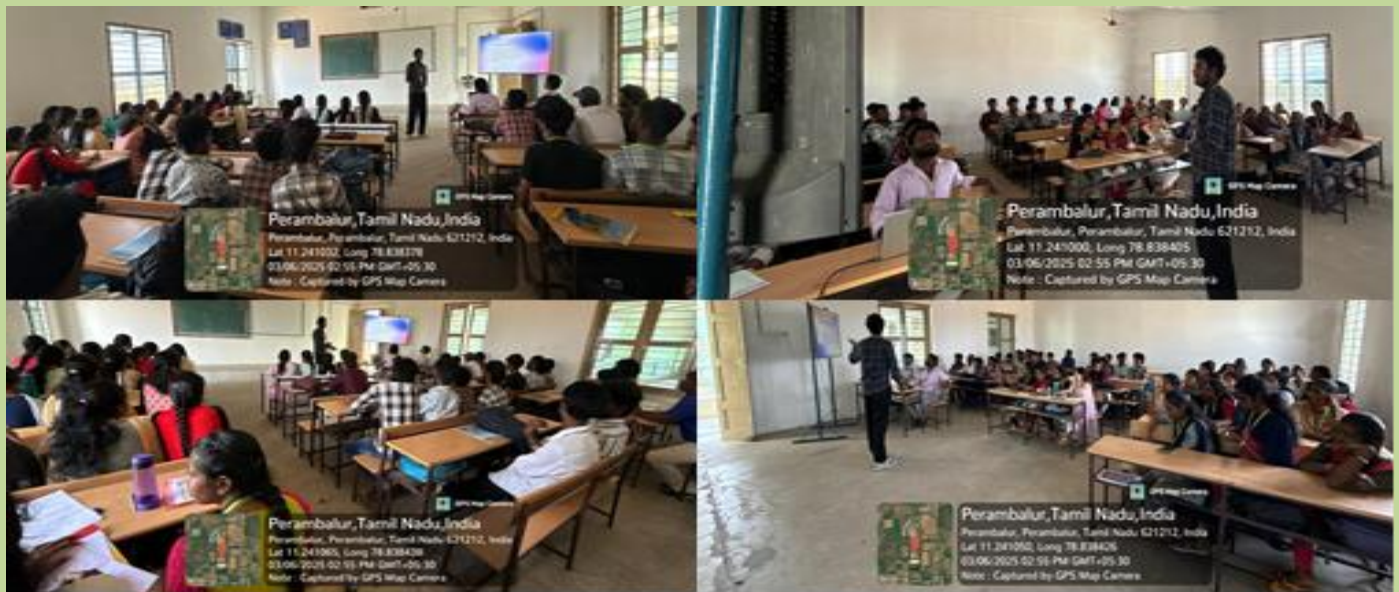 GPS Map Camera
Perambalur,Tamil Nadu,India
Perambalur, Perambalur, Tamil Nadu 621212, India
Lat 11.241032, Long 78.838378
03/06/2025 02:55 PM GMT+05:30
Note : Captured by GPS Map Camera
GPS Map Camera
Perambalur,Tamil Nadu,India
Perambalur, Perambalur, Tamil Nadu 621212, India
Lat 11.241000, Long 78.838405
03/06/2025 02:55 PM GMT+05:30
Note : Captured by GPS Map Camera
GPS Map Camera
Perambalur,Tamil Nadu,India
Perambalur, Perambalur, Tamil Nadu 621212, India
Lat 11.241065, Long 78.838438
03/06/2025 02:55 PM GMT+05:30
Note : Captured by GPS Map Camera
GPS Map Camera
Perambalur,Tamil Nadu,India
Perambalur, Perambalur, Tamil Nadu 621212, India
Lat 11.241050, Long 78.838426
03/06/2025 02:55 PM GMT+05:30
Note : Captured by GPS Map Camera